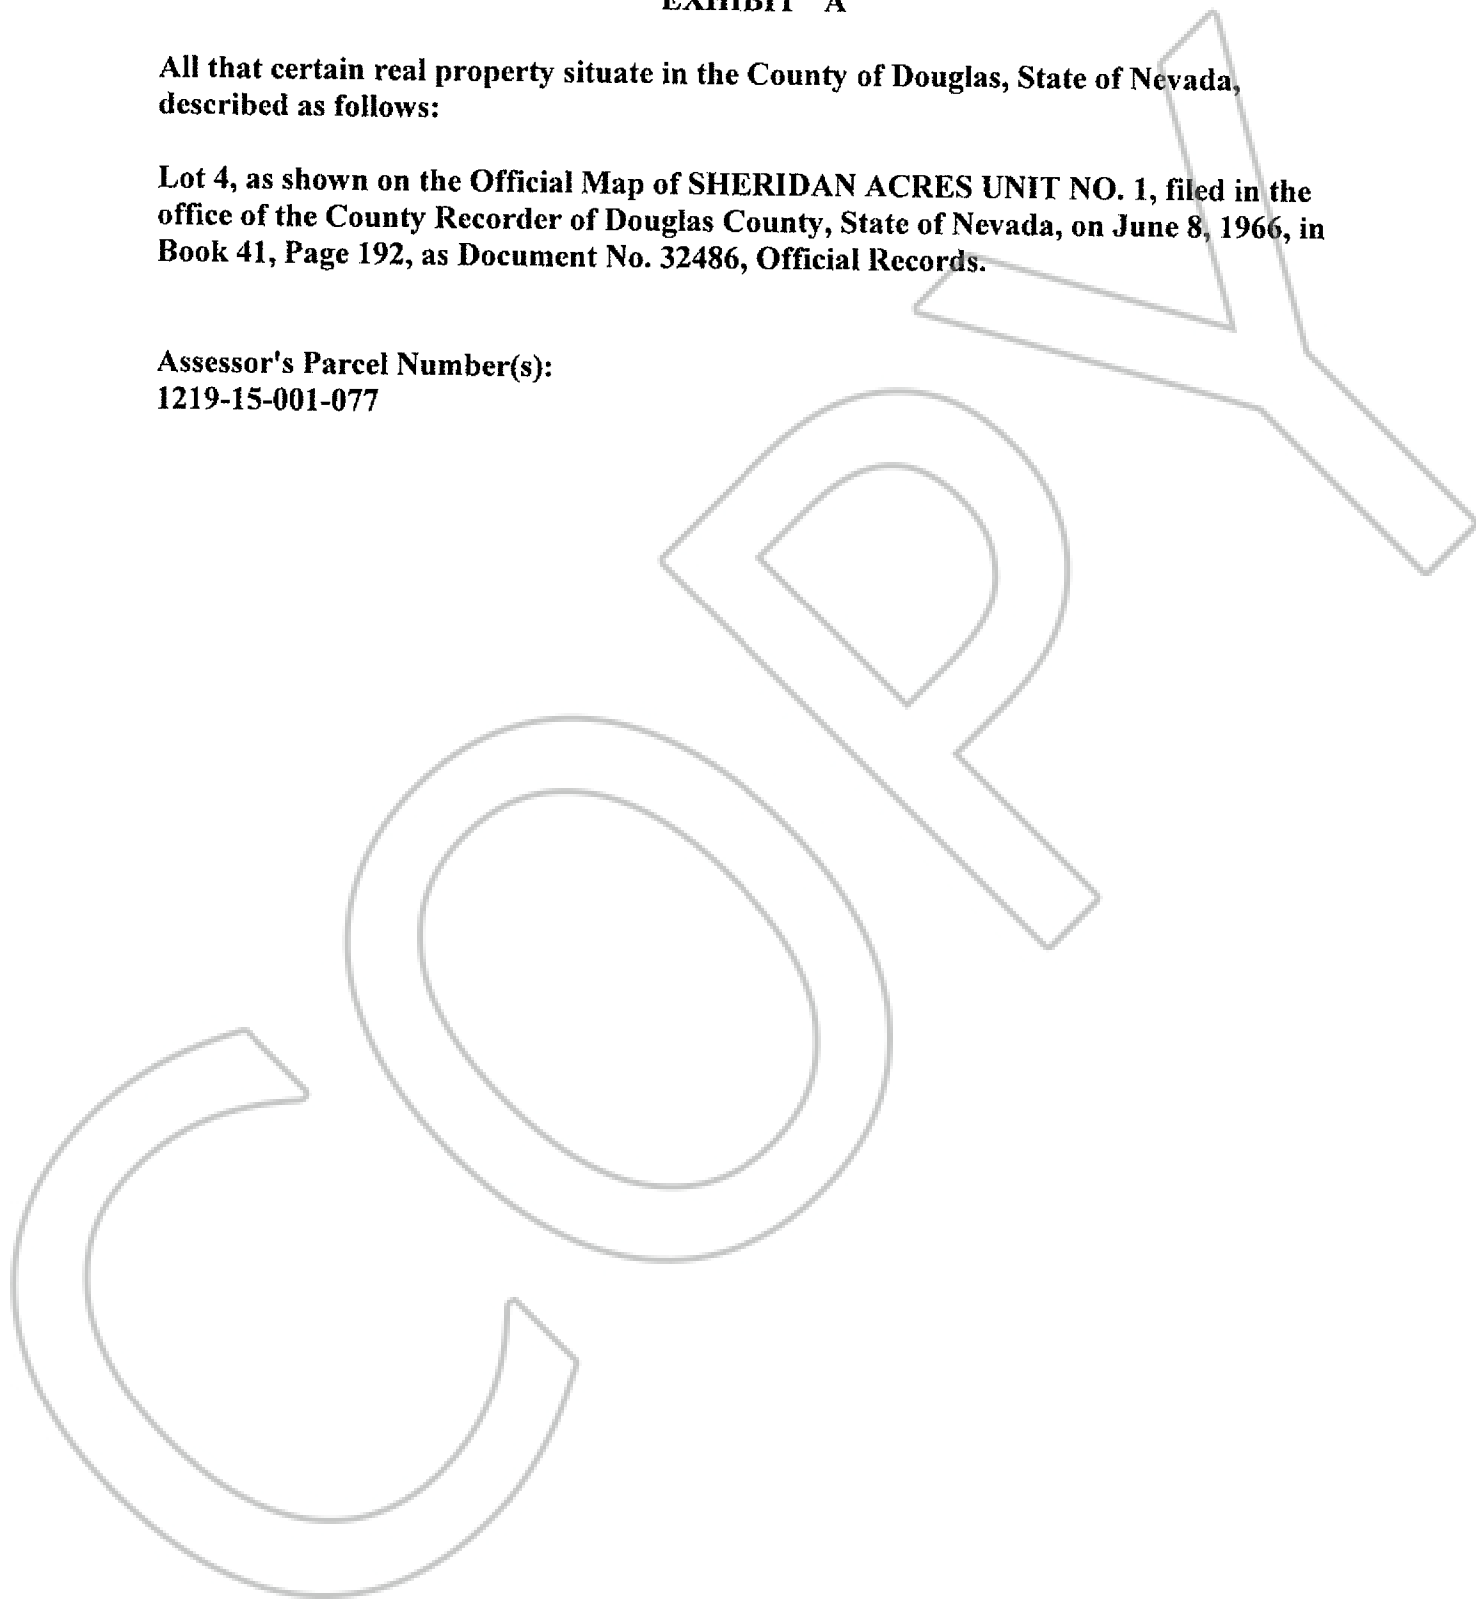 EXHIBIT "A"
All that certain real property situate in the County of Douglas, State of Nevada,
described as follows:
Lot 4, as shown on the Official Map of SHERIDAN ACRES UNIT NO. 1, filed in the
office of the County Recorder of Douglas County, State of Nevada, on June 8, 1966, in
Book 41, Page 192, as Document No. 32486, Official Records.
Assessor's Parcel Number(s):
1219-15-001-077
COPY